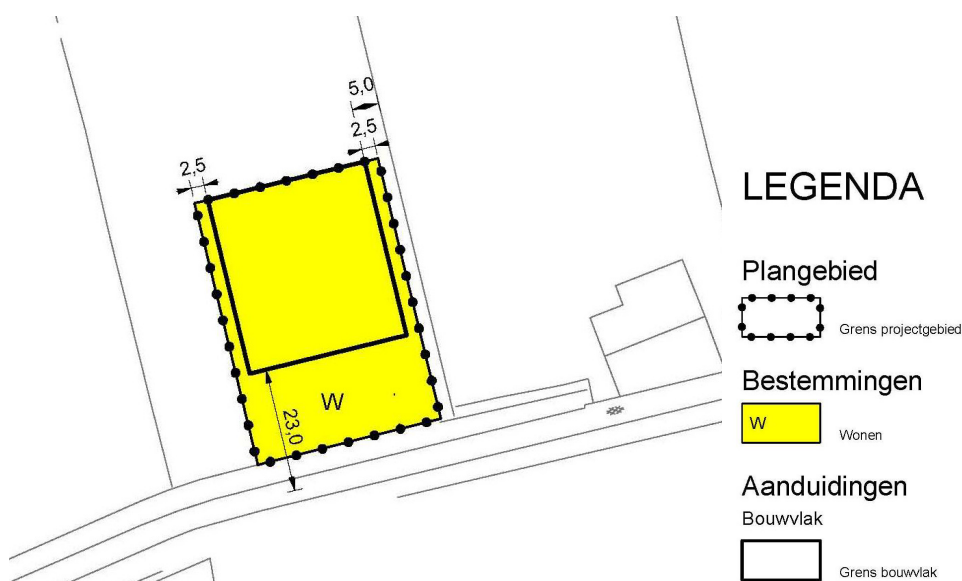 5,0
2,5
2,5
W
23,0
LEGENDA
Plangebied
Grens projectgebied
Bestemmingen
W
Wonen
Aanduidingen
Bouwvlak
Grens bouwvlak